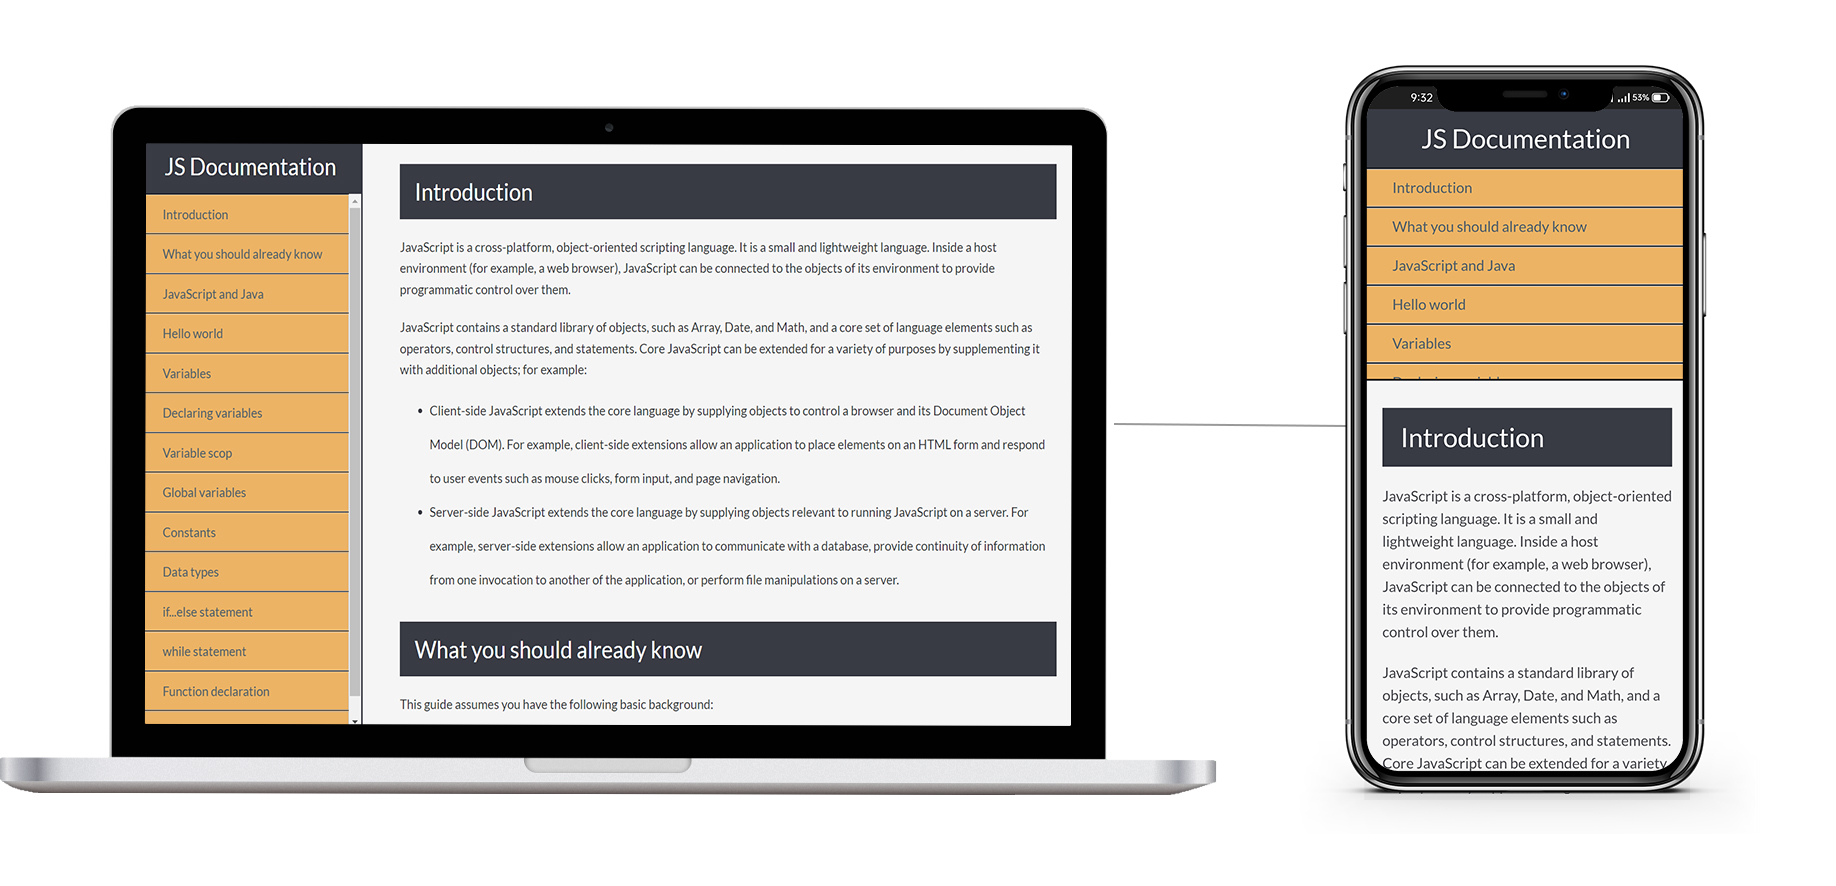 JS Documentation
Introduction
What you should already know
JavaScript and Java
Hello world
Variables
Declaring variables
Variable scop
Global variables
Constants
Data types
if...else statement
while statement
Function declaration
Introduction
JavaScript is a cross-platform, object-oriented scripting language. It is a small and lightweight language. Inside a host
environment (for example, a web browser), JavaScript can be connected to the objects of its environment to provide
programmatic control over them.
JavaScript contains a standard library of objects, such as Array, Date, and Math, and a core set of language elements such as
operators, control structures, and statements. Core JavaScript can be extended for a variety of purposes by supplementing it
with additional objects; for example:
• Client-side JavaScript extends the core language by supplying objects to control a browser and its Document Object
Model (DOM). For example, client-side extensions allow an application to place elements on an HTML form and respond
to user events such as mouse clicks, form input, and page navigation.
• Server-side JavaScript extends the core language by supplying objects relevant to running JavaScript on a server. For
example, server-side extensions allow an application to communicate with a database, provide continuity of information
from one invocation to another of the application, or perform file manipulations on a server.
What you should already know
This guide assumes you have the following basic background:
9:32
53%
JS Documentation
Introduction
What you should already know
JavaScript and Java
Hello world
Variables
Introduction
JavaScript is a cross-platform, object-oriented
scripting language. It is a small and
lightweight language. Inside a host
environment (for example, a web browser),
JavaScript can be connected to the objects of
its environment to provide programmatic
control over them.
JavaScript contains a standard library of
objects, such as Array, Date, and Math, and a
core set of language elements such as
operators, control structures, and statements.
Core JavaScript can be extended for a variety